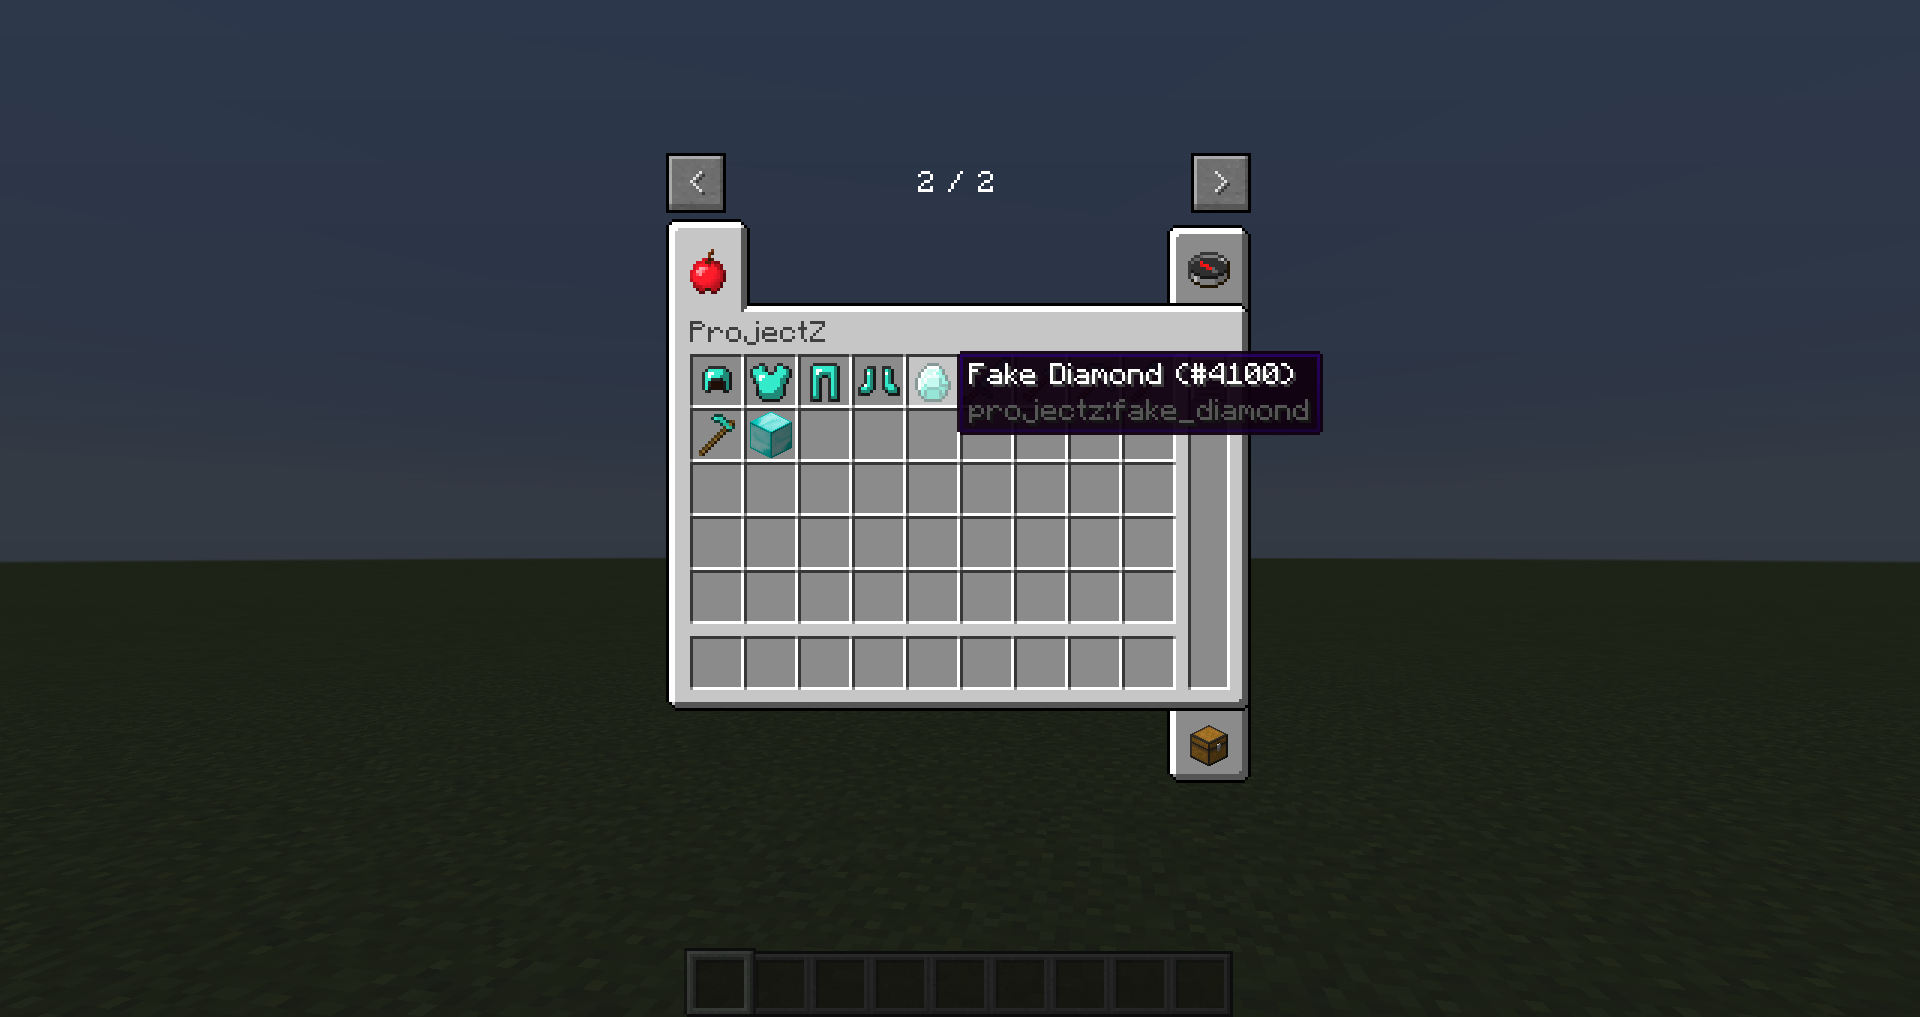 <
2 / 2
>
ProjectZ
Fake Diamond (#4100)
projectz:fake_diamond